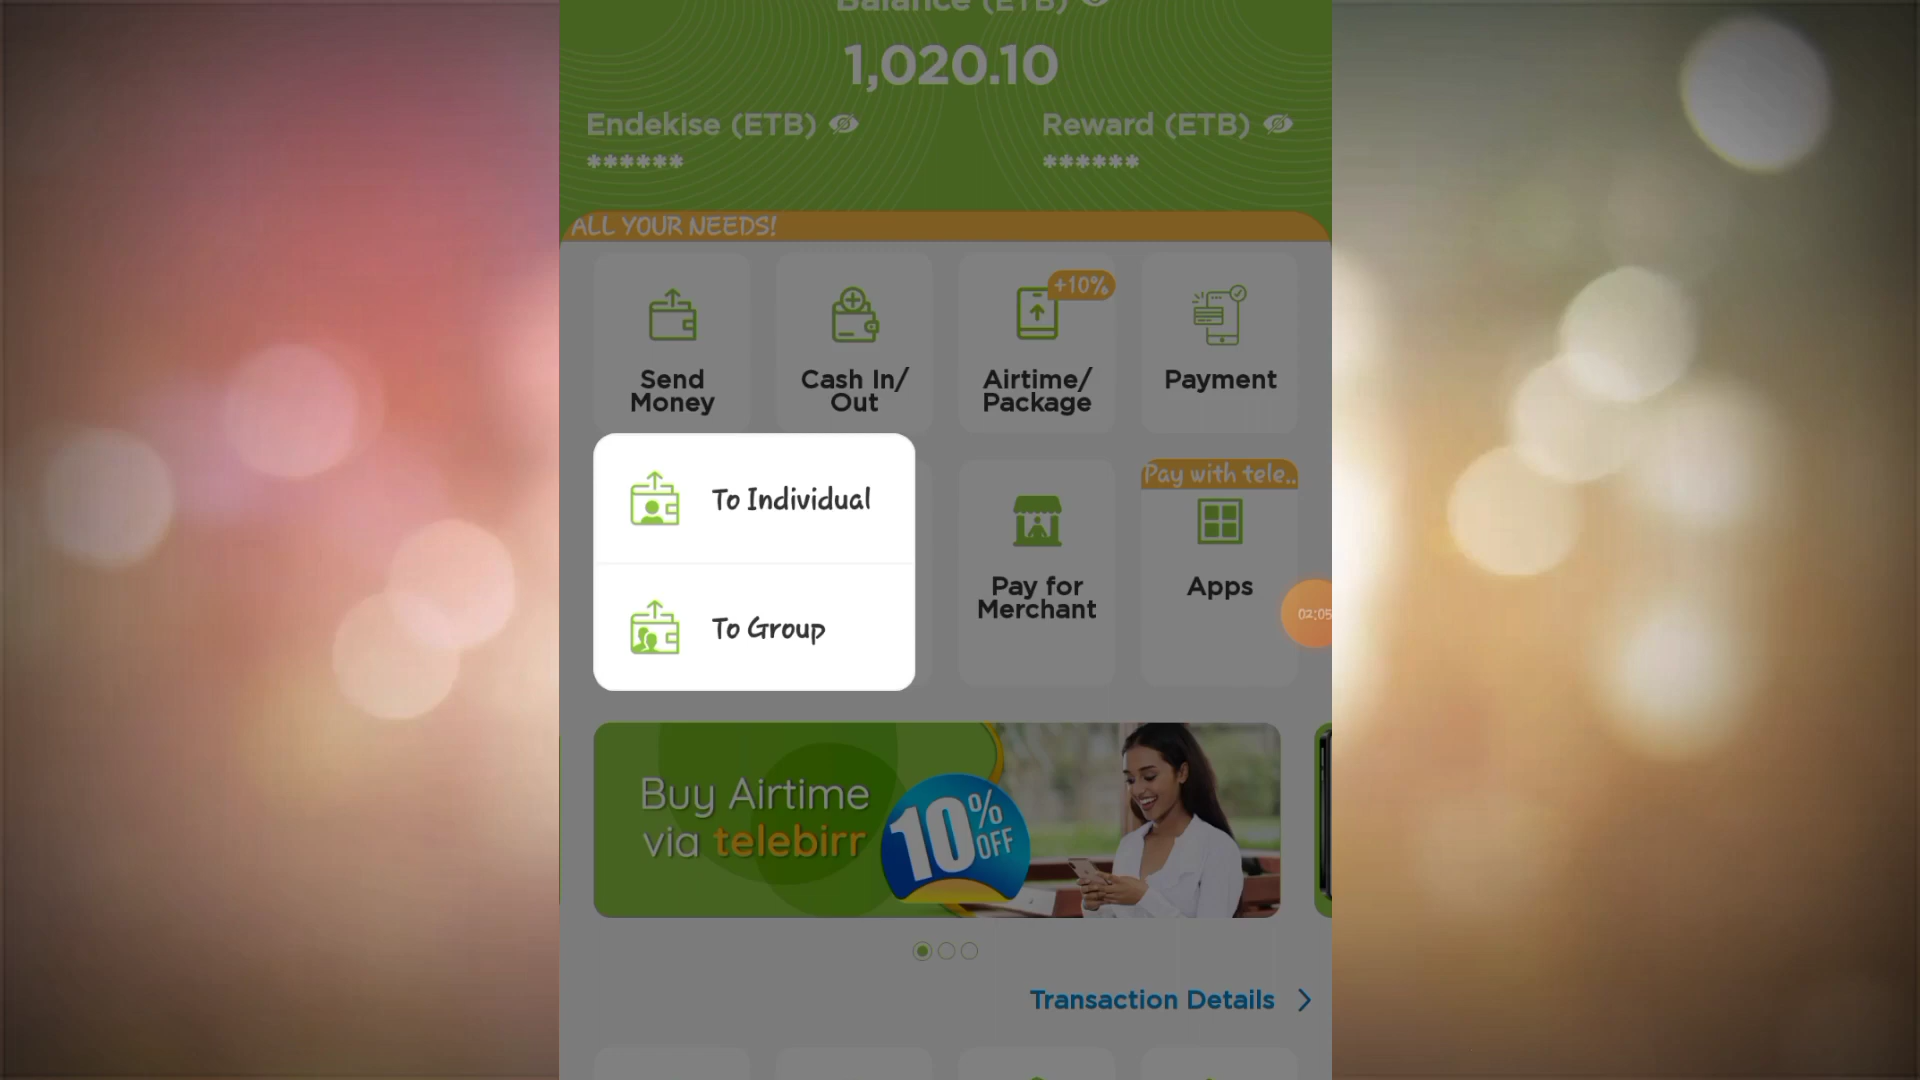 Balance (ETB)
1,020.10
Endekise (ETB)
Reward (ETB)
******
******
ALL YOUR NEEDS!
+10%
Send
Money
Cash In/
Out
Airtime/
Package
Payment
To Individual
To Group
Pay with tele..
Pay for
Merchant
Apps
02:05
Buy Airtime
via telebirr
10%
OFF
Transaction Details